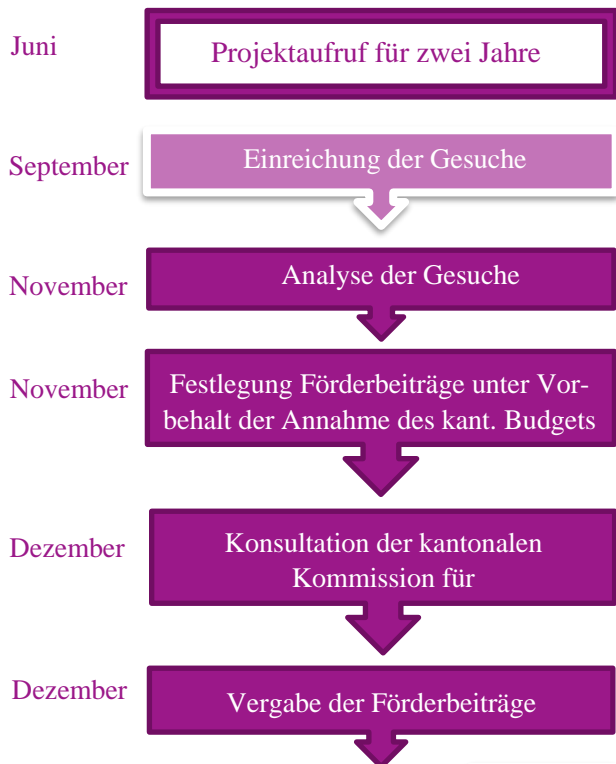 Juni
Projektaufruf für zwei Jahre
September
Einreichung der Gesuche
November
Analyse der Gesuche
November
Festlegung Förderbeiträge unter Vor-
behalt der Annahme des kant. Budgets
Dezember
Konsultation der kantonalen
Kommission für
Dezember
Vergabe der Förderbeiträge